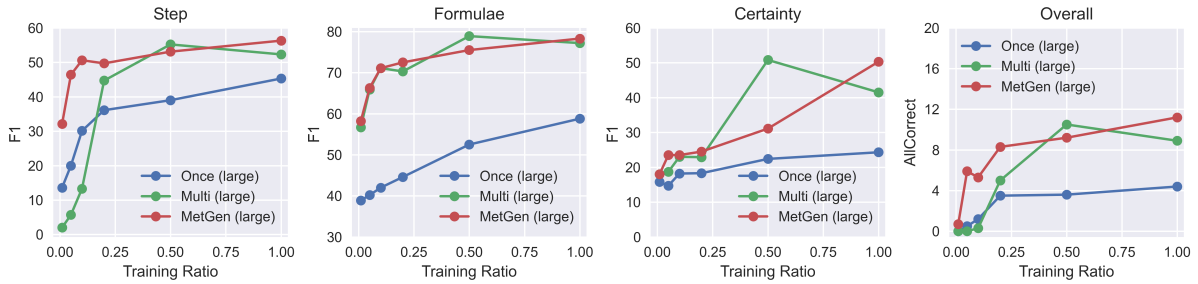 Step
60
50
40
30
20
10
0
F1
0.00 0.25 0.50 0.75 1.00
Training Ratio
Once (large)
Multi (large)
MetGen (large)
Formulae
80
70
60
50
40
30
F1
0.00 0.25 0.50 0.75 1.00
Training Ratio
Once (large)
Multi (large)
MetGen (large)
Certainty
60
50
40
30
20
10
0
F1
0.00 0.25 0.50 0.75 1.00
Training Ratio
Once (large)
Multi (large)
MetGen (large)
Overall
20
16
12
8
4
0
AllCorrect
0.00 0.25 0.50 0.75 1.00
Training Ratio
Once (large)
Multi (large)
MetGen (large)